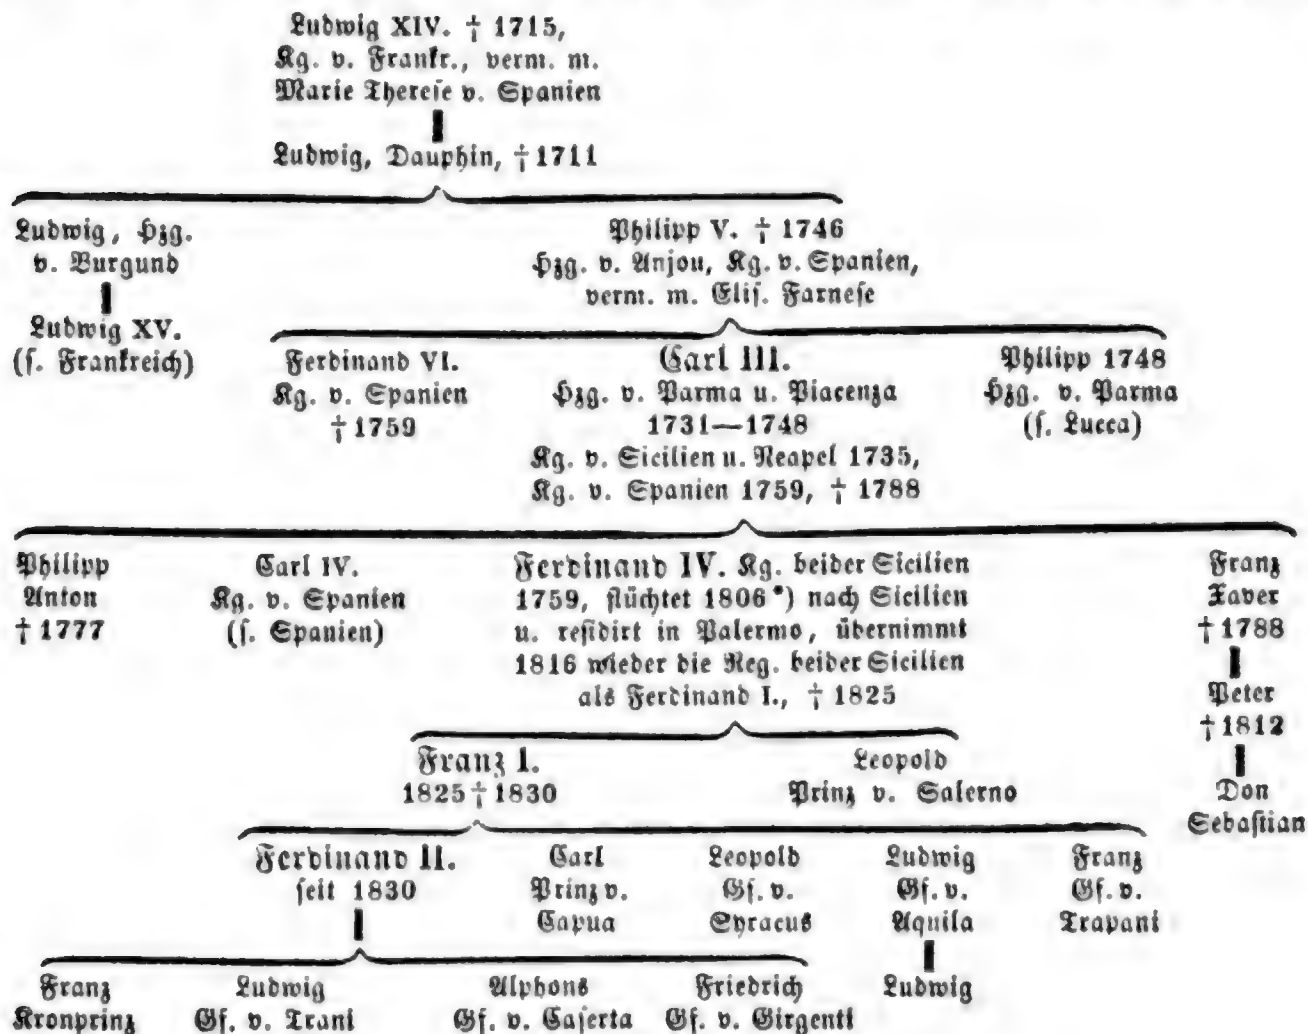 Ludwig XIV. † 1715,
Kg. v. Frankr., verm. m.
Marie Therese v. Spanien
Ludwig, Dauphin, † 1711
Ludwig, Hzg.
v. Burgund
Ludwig XV.
(s. Frankreich)
Philipp V. † 1746
Hzg. v. Anjou, Kg. v. Spanien,
verm. m. Elis. Farnese
Ferdinand VI.
Kg. v. Spanien
† 1759
Carl III.
Hzg. v. Parma u. Piacenza
1731—1748
Kg. v. Sicilien u. Neapel 1735,
Kg. v. Spanien 1759, † 1788
Philipp 1748
Hzg. v. Parma
(s. Lucca)
Philipp
Anton
† 1777
Carl IV.
Kg. v. Spanien
(s. Spanien)
Ferdinand IV. Kg. beider Sicilien
1759, flüchtet 1806*) nach Sicilien
u. residirt in Palermo, übernimmt
1816 wieder die Reg. beider Sicilien
als Ferdinand I., † 1825
Franz
Xaver
† 1788
Peter
† 1812
Don
Sebastian
Franz I.
1825 † 1830
Leopold
Prinz v. Salerno
Ferdinand II.
seit 1830
Carl
Prinz v.
Capua
Leopold
Gf. v.
Syracus
Ludwig
Gf. v.
Aquila
Franz
Gf. v.
Trapani
Franz
Kronprinz
Ludwig
Gf. v. Trani
Alphons
Gf. v. Caserta
Friedrich
Gf. v. Girgenti
Ludwig